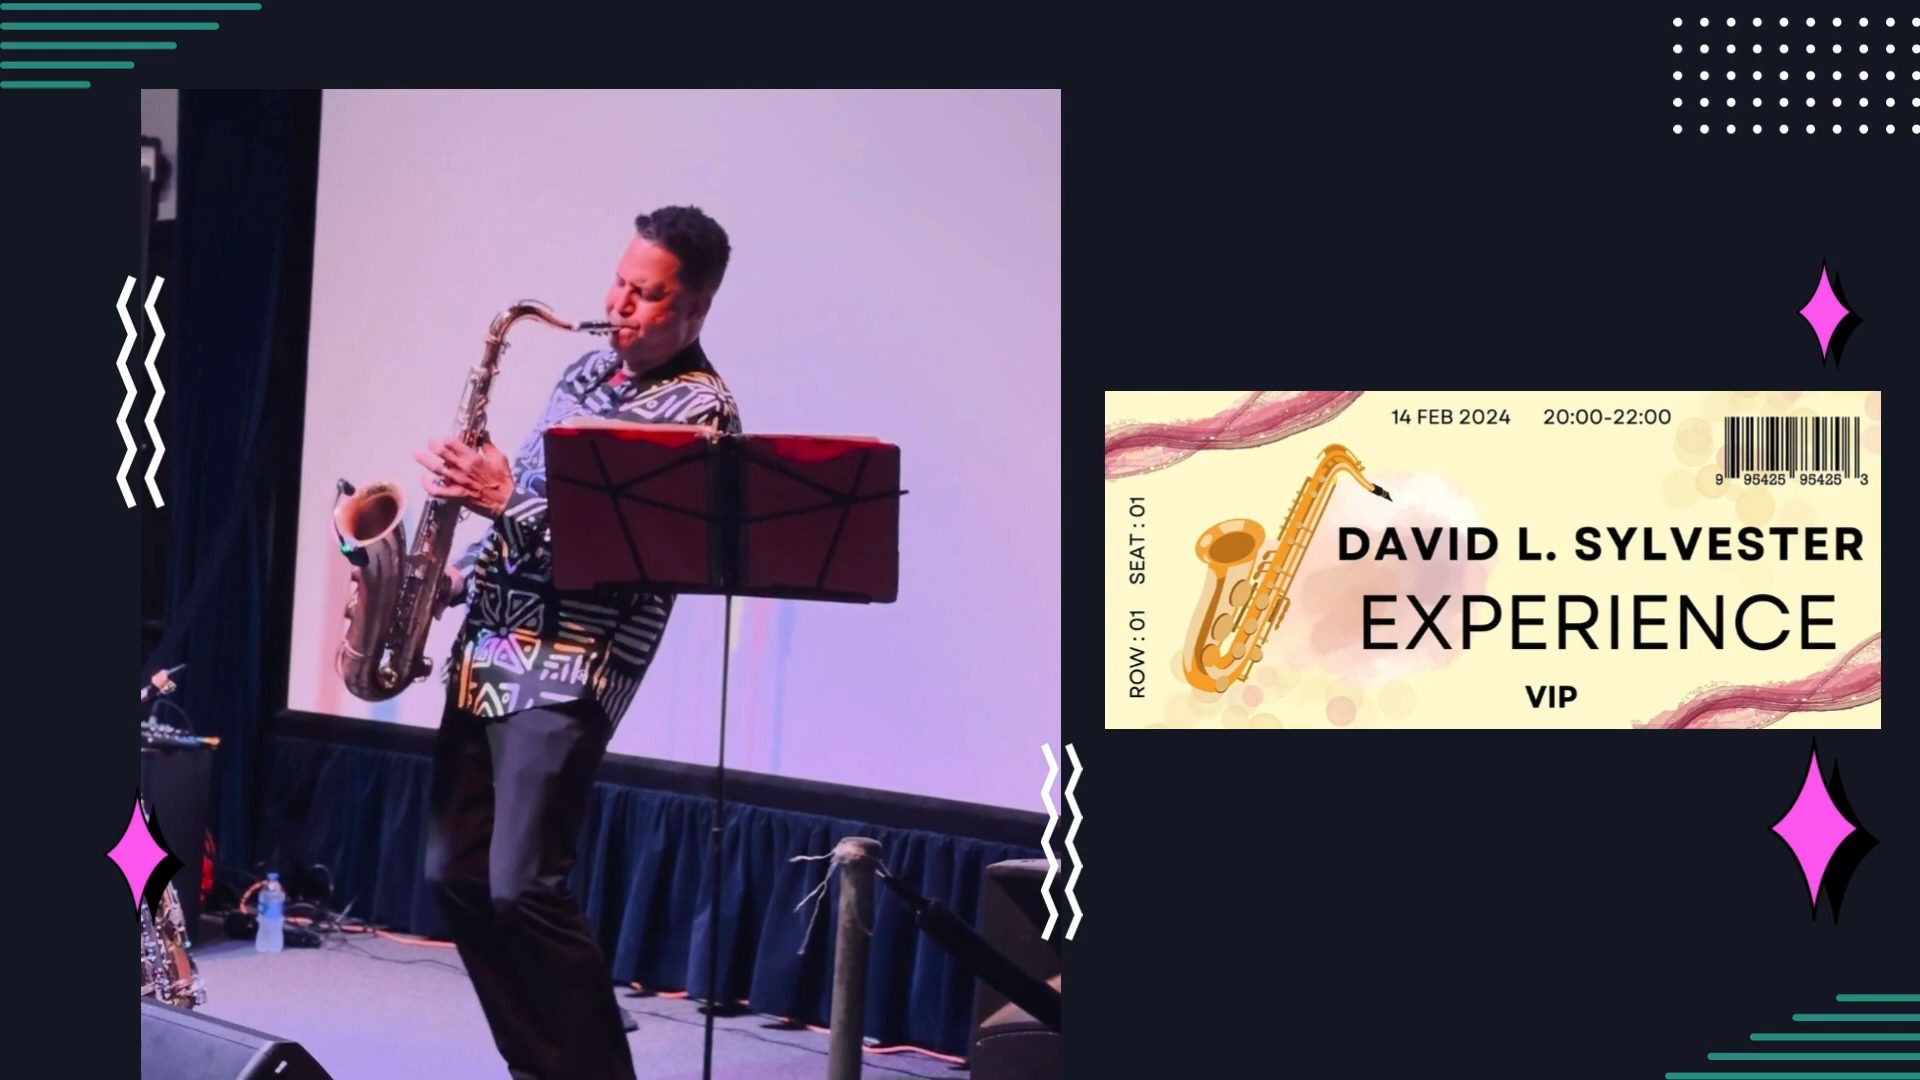 14 FEB 2024 20:00-22:00
9 95425 95425 3
ROW : 01 SEAT : 01
DAVID L. SYLVESTER
EXPERIENCE
VIP